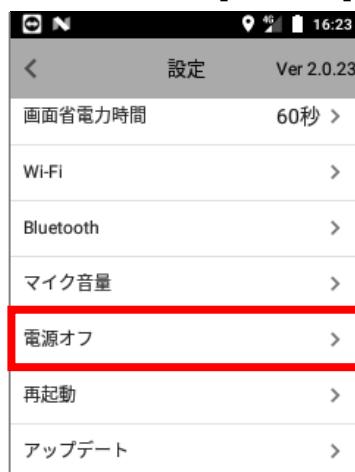 4G 16:23
設定 Ver 2.0.23
画面省電力時間 60秒
Wi-Fi
Bluetooth
マイク音量
電源オフ
再起動
アップデート